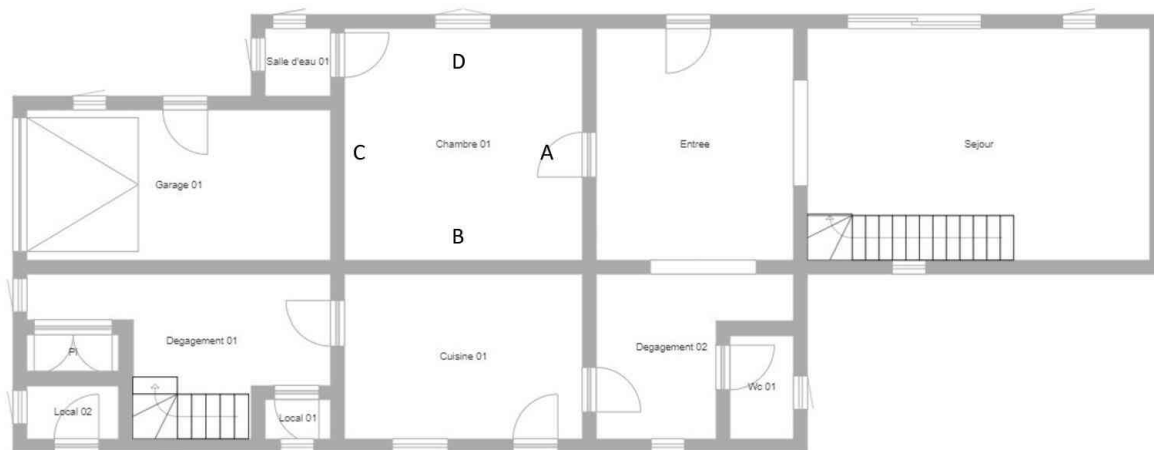 Salle d'eau 01
D
C
Chambre 01
A
Entree
Sejour
Garage 01
B
Degagement 01
Pl
Cuisine 01
Degagement 02
Wc 01
Local 02
Local 01